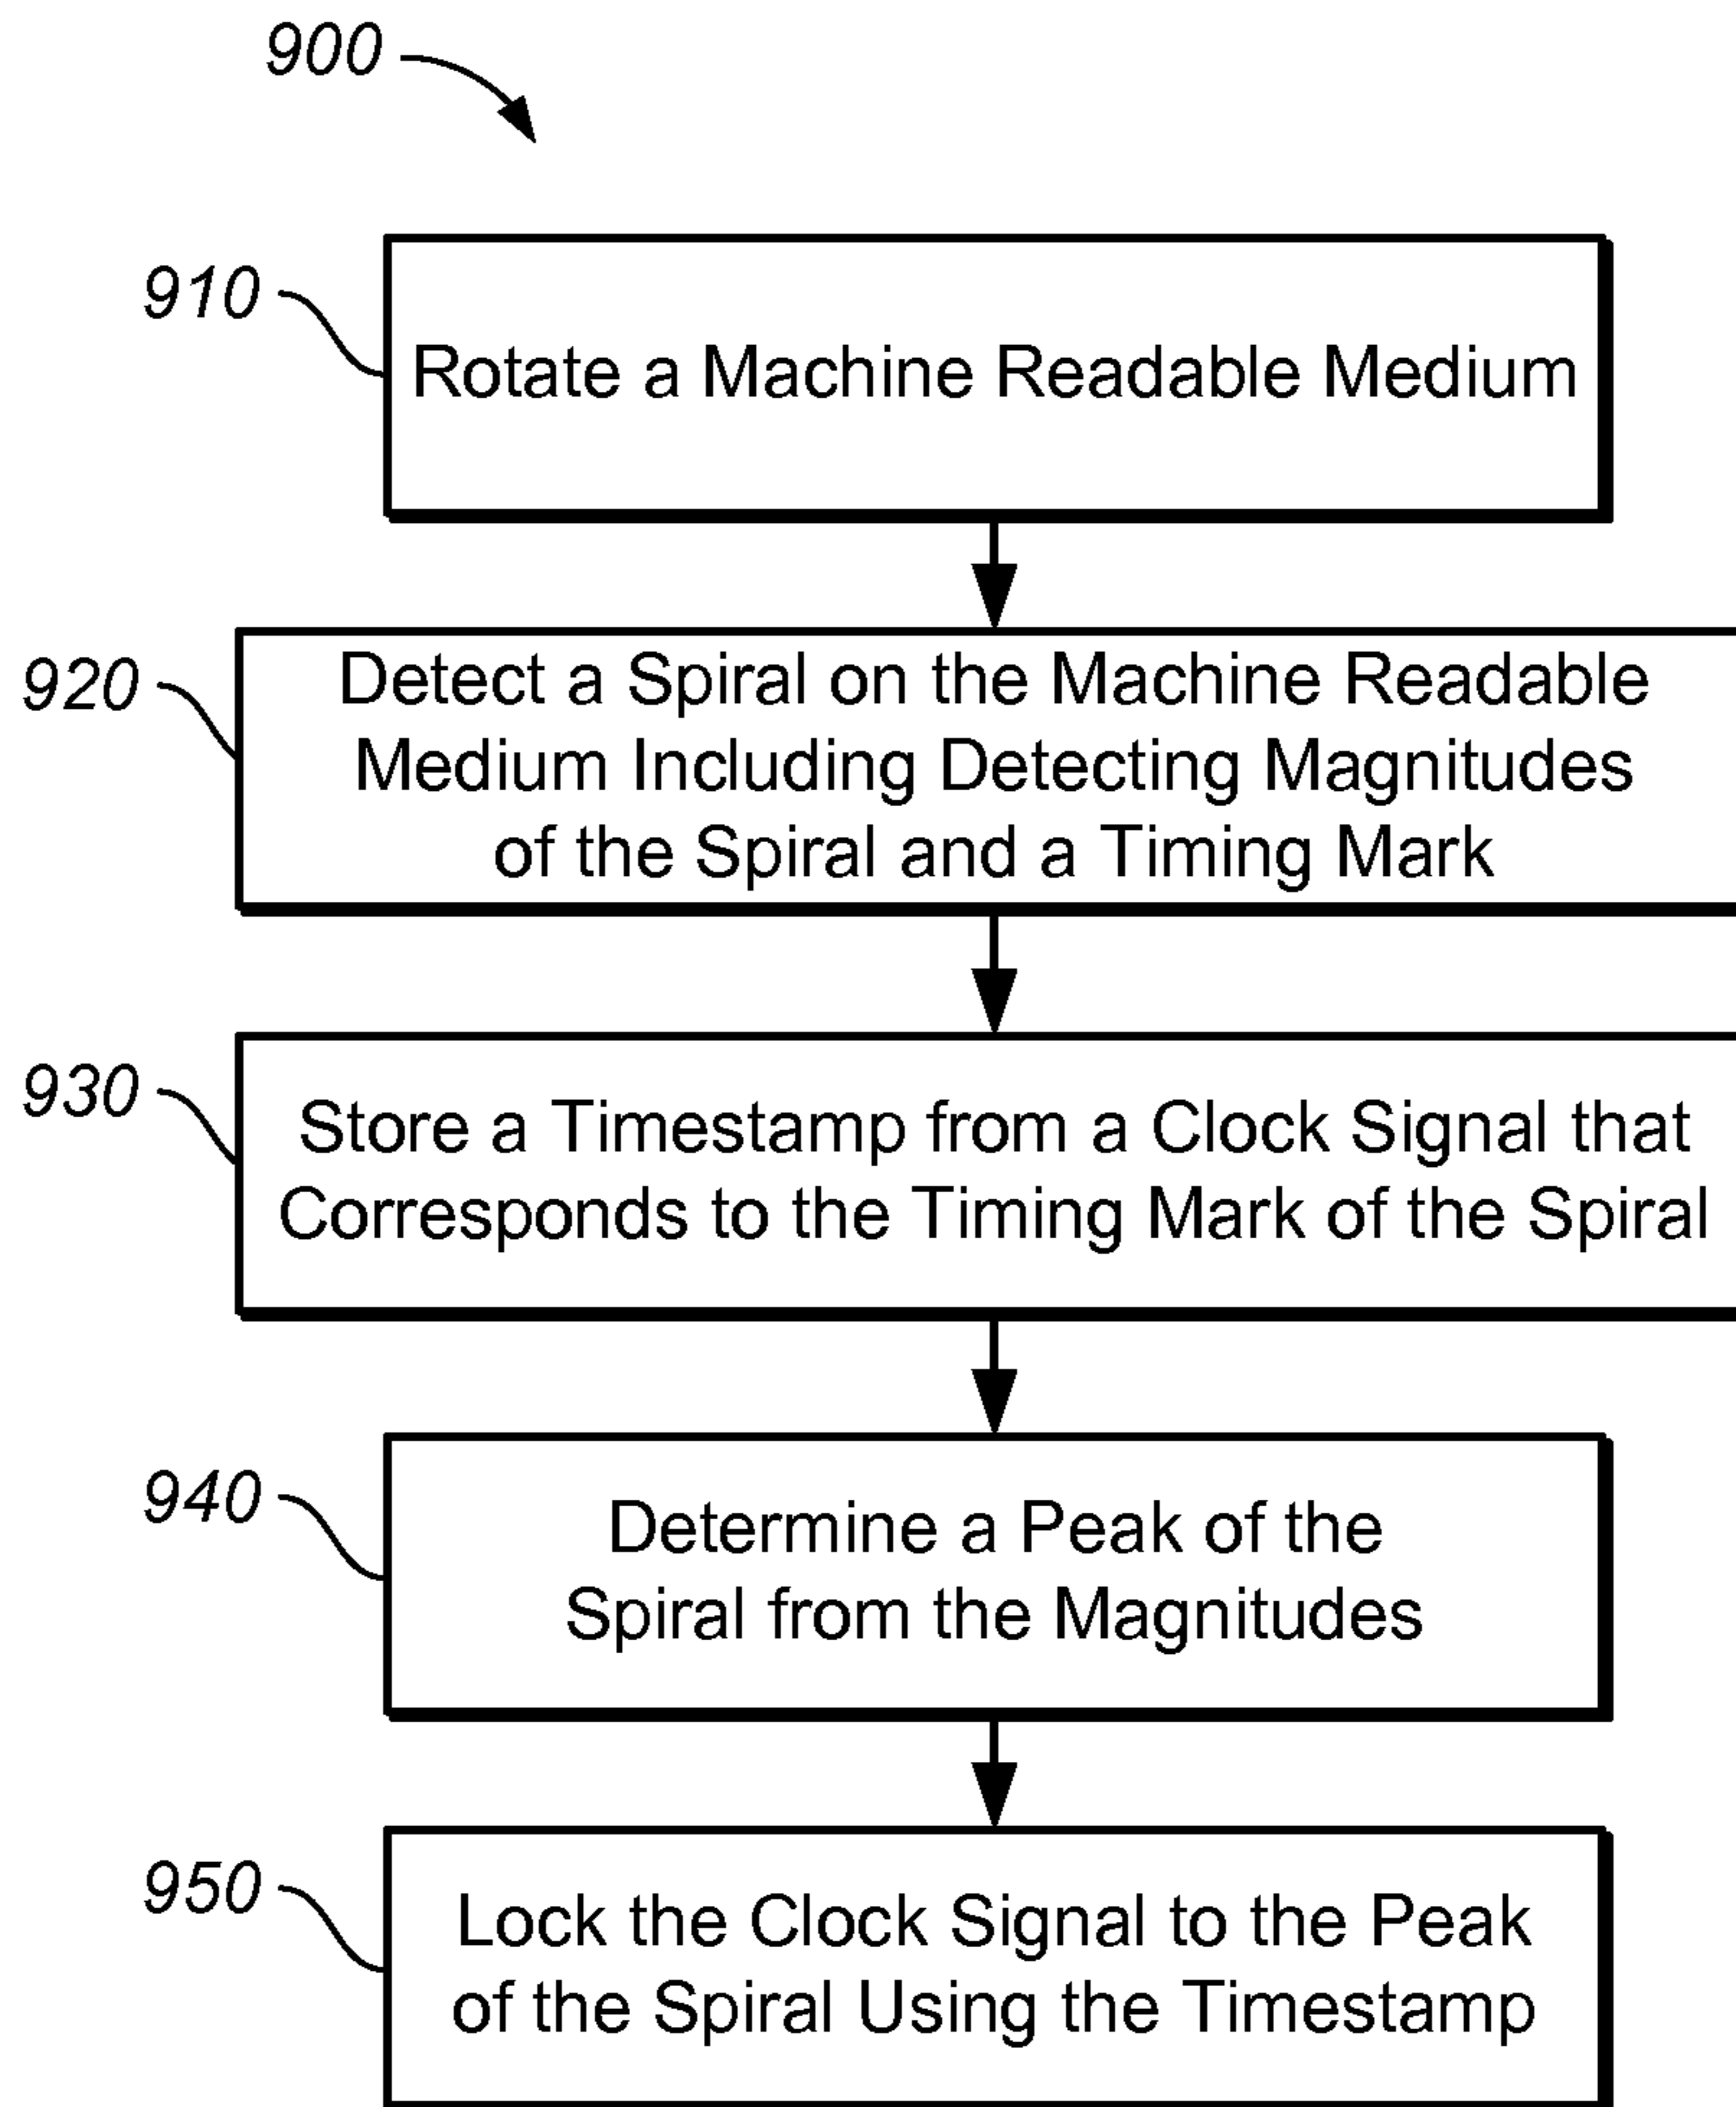 900
910
Rotate a Machine Readable Medium
920
Detect a Spiral on the Machine Readable
Medium Including Detecting Magnitudes
of the Spiral and a Timing Mark
930
Store a Timestamp from a Clock Signal that
Corresponds to the Timing Mark of the Spiral
940
Determine a Peak of the
Spiral from the Magnitudes
950
Lock the Clock Signal to the Peak
of the Spiral Using the Timestamp